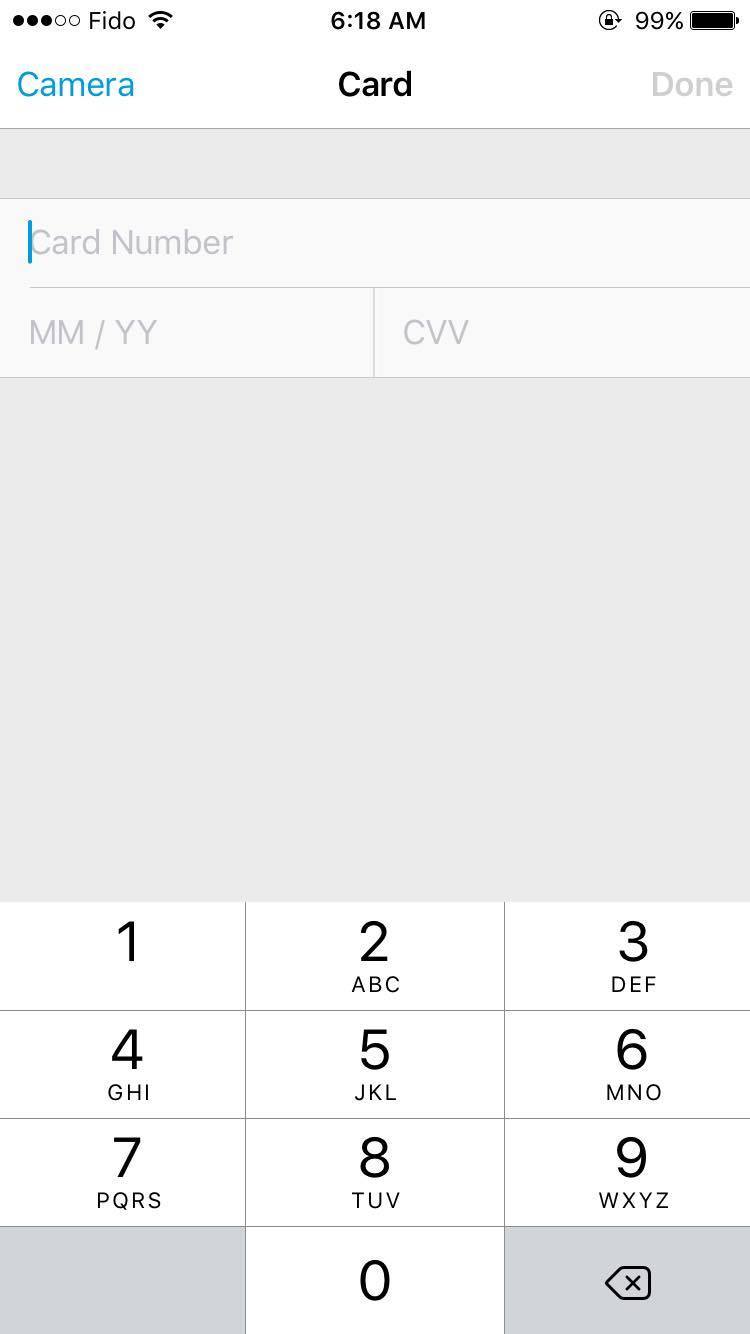 Fido 6:18 AM 99%
Camera Card Done
Card Number
MM / YY CVV
1 2 3
ABC DEF
4 5 6
GHI JKL MNO
7 8 9
PQRS TUV WXYZ
0